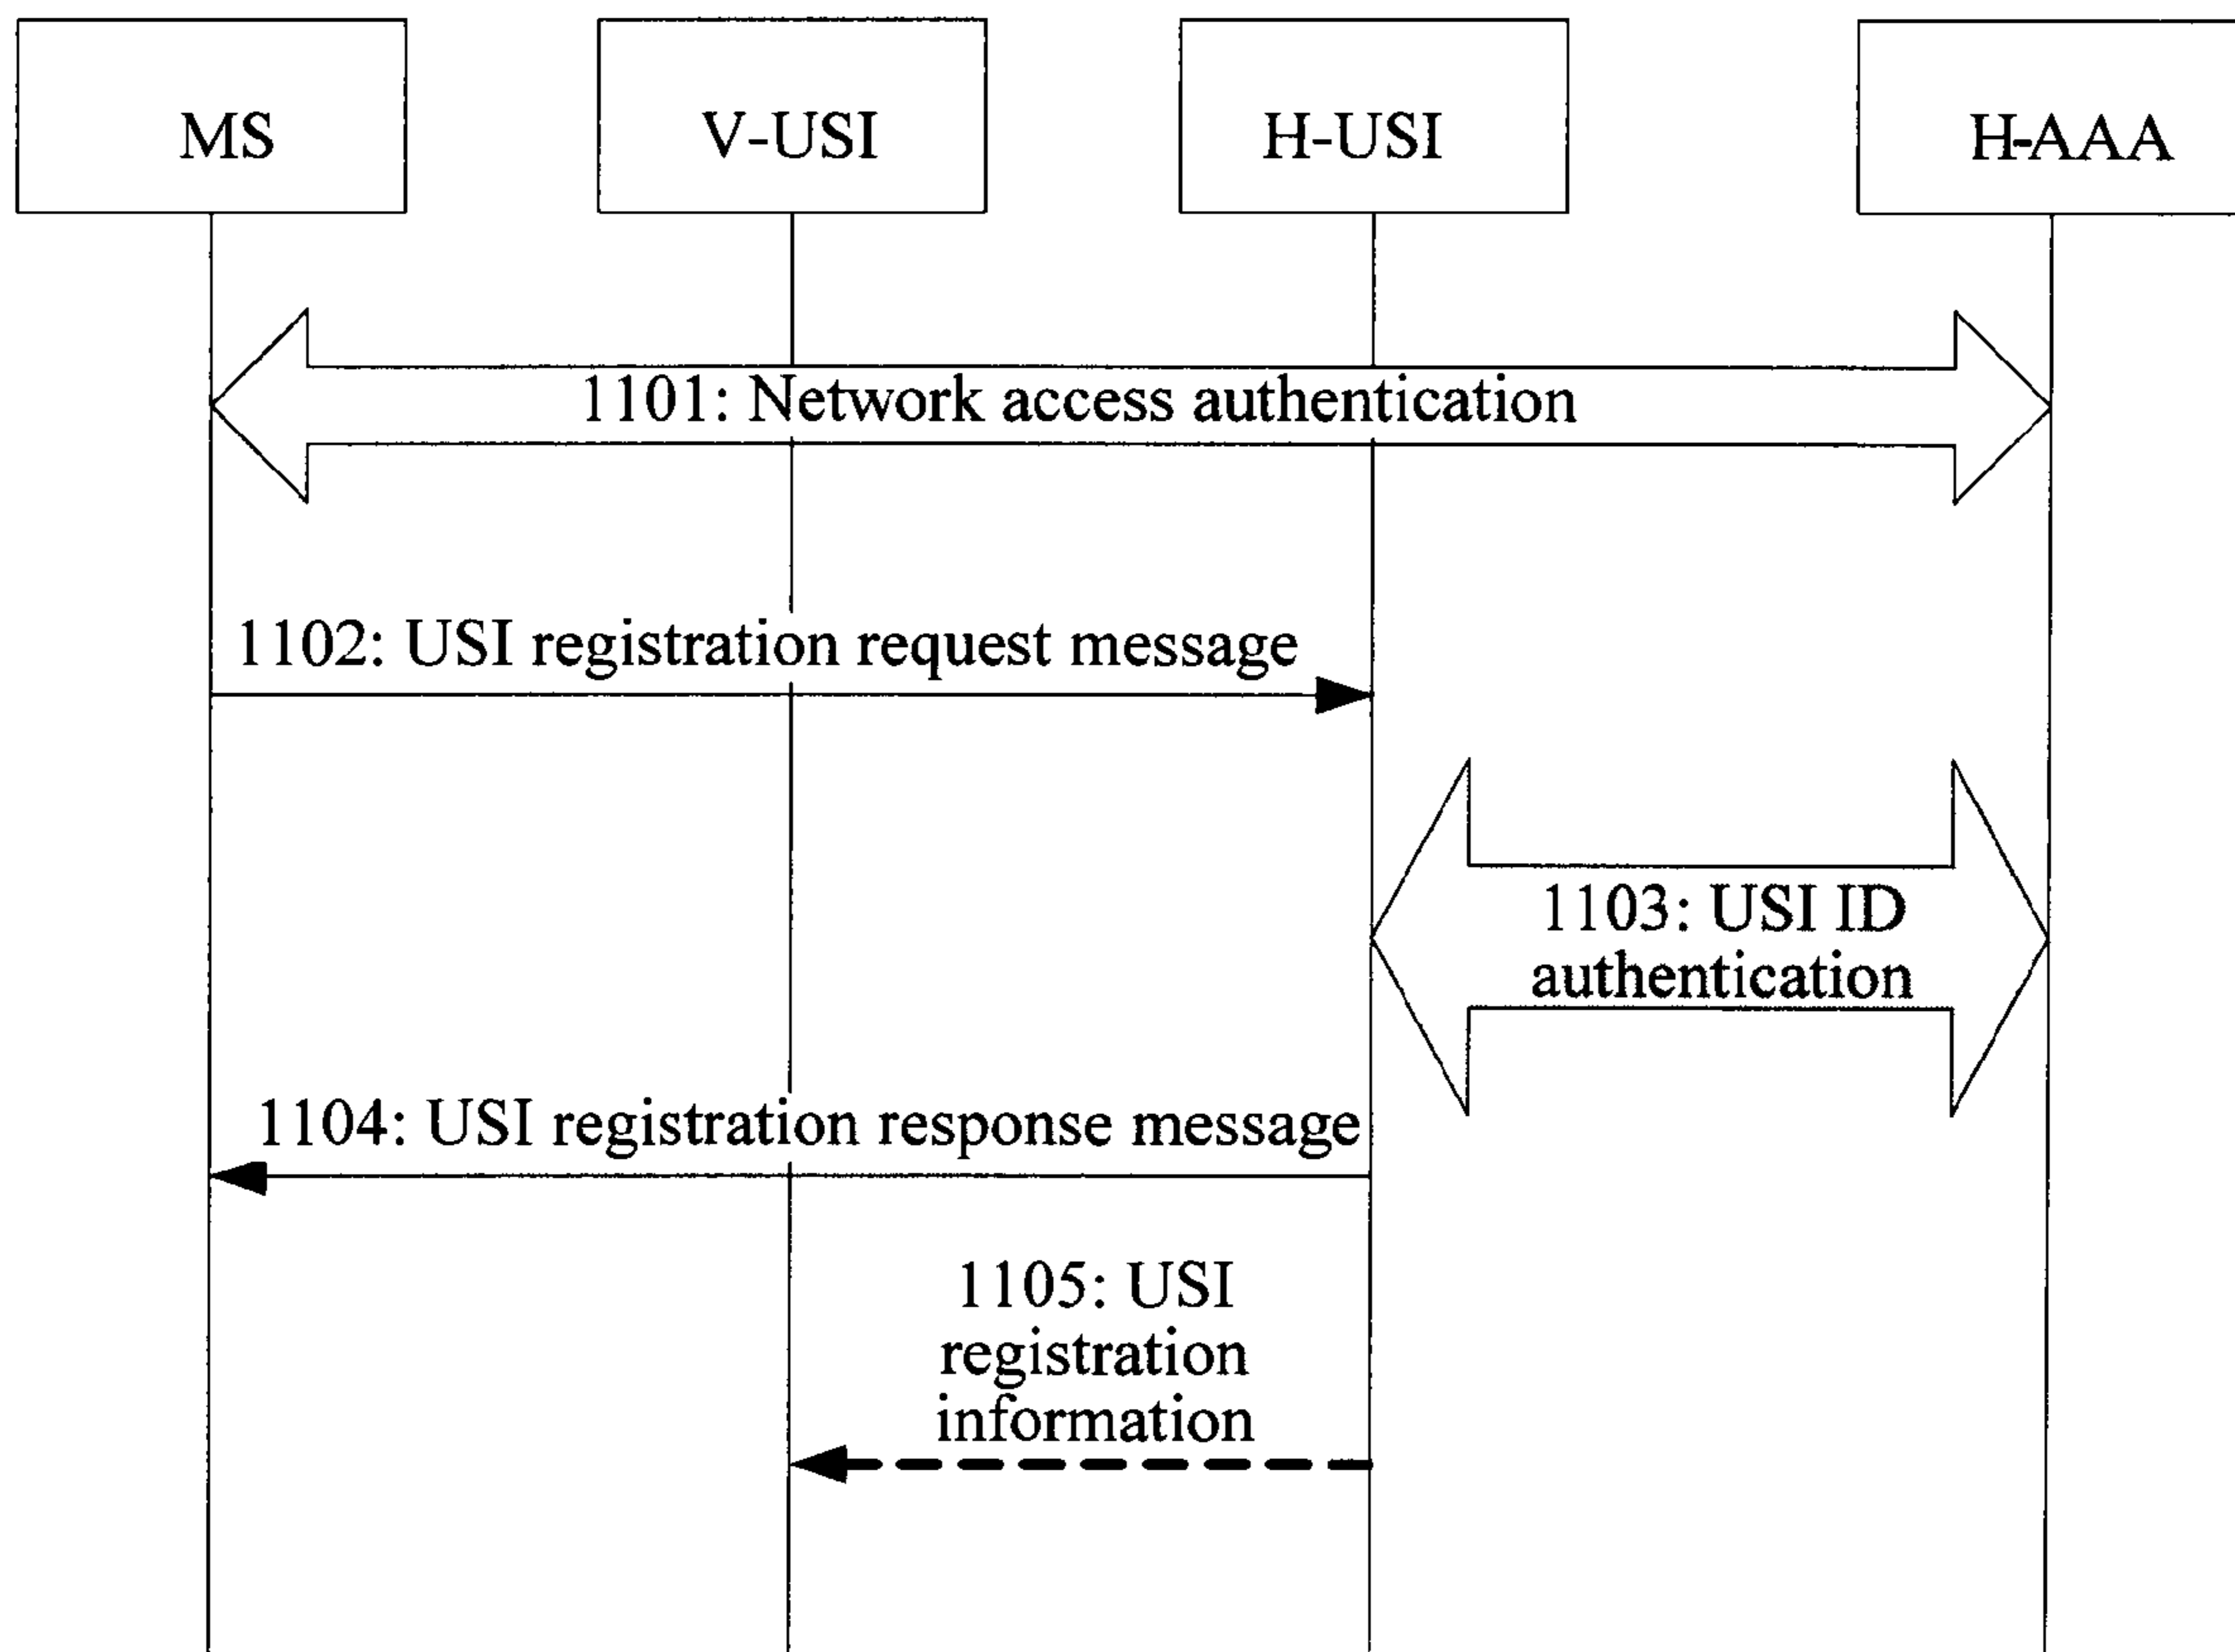 MS
V-USI
H-USI
H-AAA
1101: Network access authentication
1102: USI registration request message
1103: USI ID
authentication
1104: USI registration response message
1105: USI
registration
information